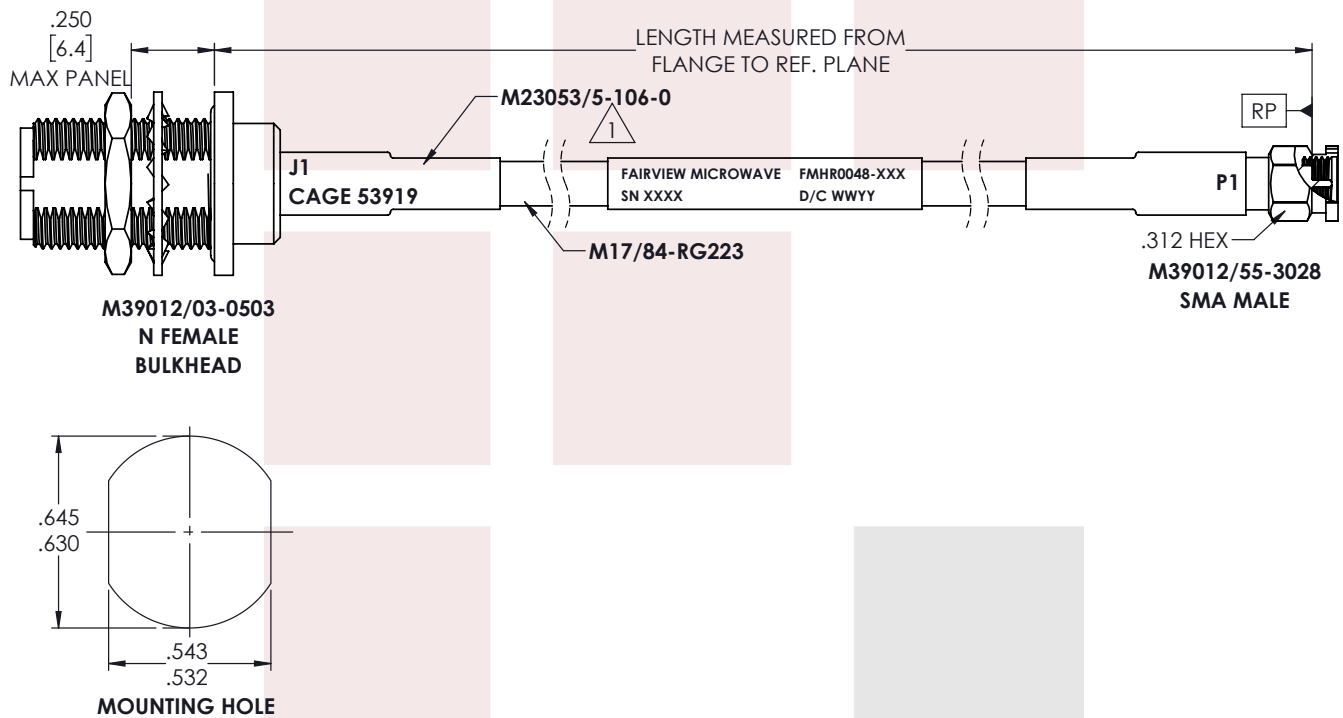 .250
[6.4]
MAX PANEL
LENGTH MEASURED FROM
FLANGE TO REF. PLANE
M23053/5-106-0
1
RP
J1
CAGE 53919
FAIRVIEW MICROWAVE FMHR0048-XXX
SN XXXX D/C WWYY
P1
M17/84-RG223
.312 HEX
M39012/55-3028
SMA MALE
M39012/03-0503
N FEMALE
BULKHEAD
.645
.630
.543
.532
MOUNTING HOLE